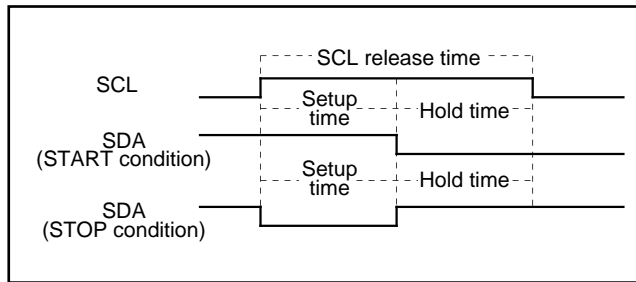 SCL release time
SCL
Setup
time
Hold time
SDA
(START condition)
Setup
time
Hold time
SDA
(STOP condition)